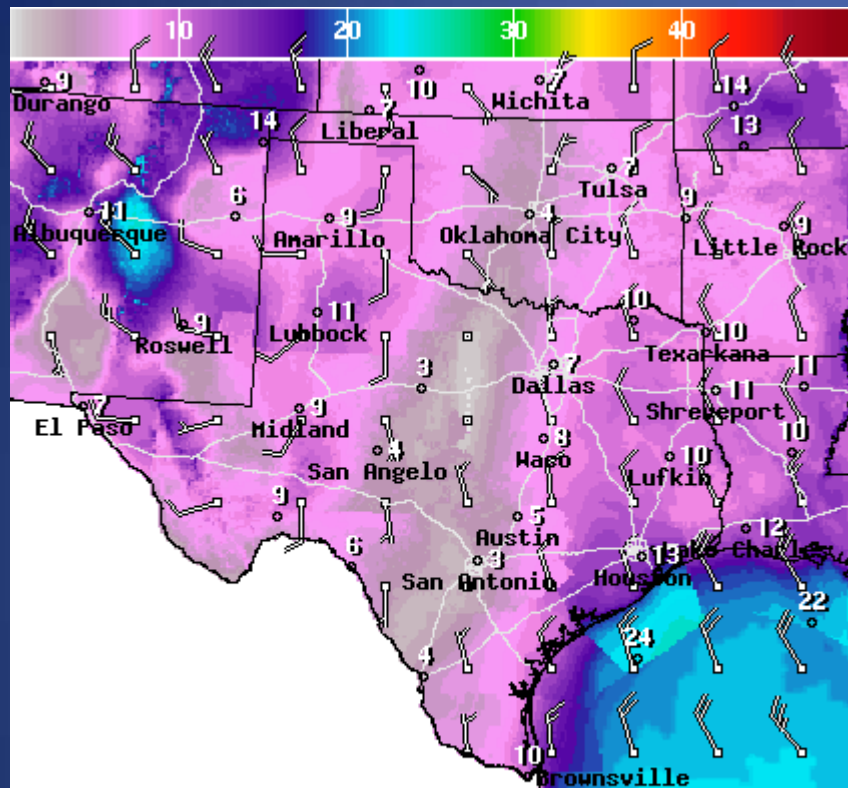 10 20 30 40
9 10 7 14
Durango Wichita
7
Liberal
14 13
7
Tulsa
11 6 9 4 9 9
Albuquerque Amarillo Oklahoma City Little Rock
9 11 10 10
Roswell Lubbock Texarkana
3 7 11 11
Dallas
7 9 Shreveport
El Paso Midland
4 8 10 10
San Angelo Waco Lufkin
9 5 12
Austin
6 3 13 Lake Charles
San Antonio Houston
22
24
4
10
Brownsville